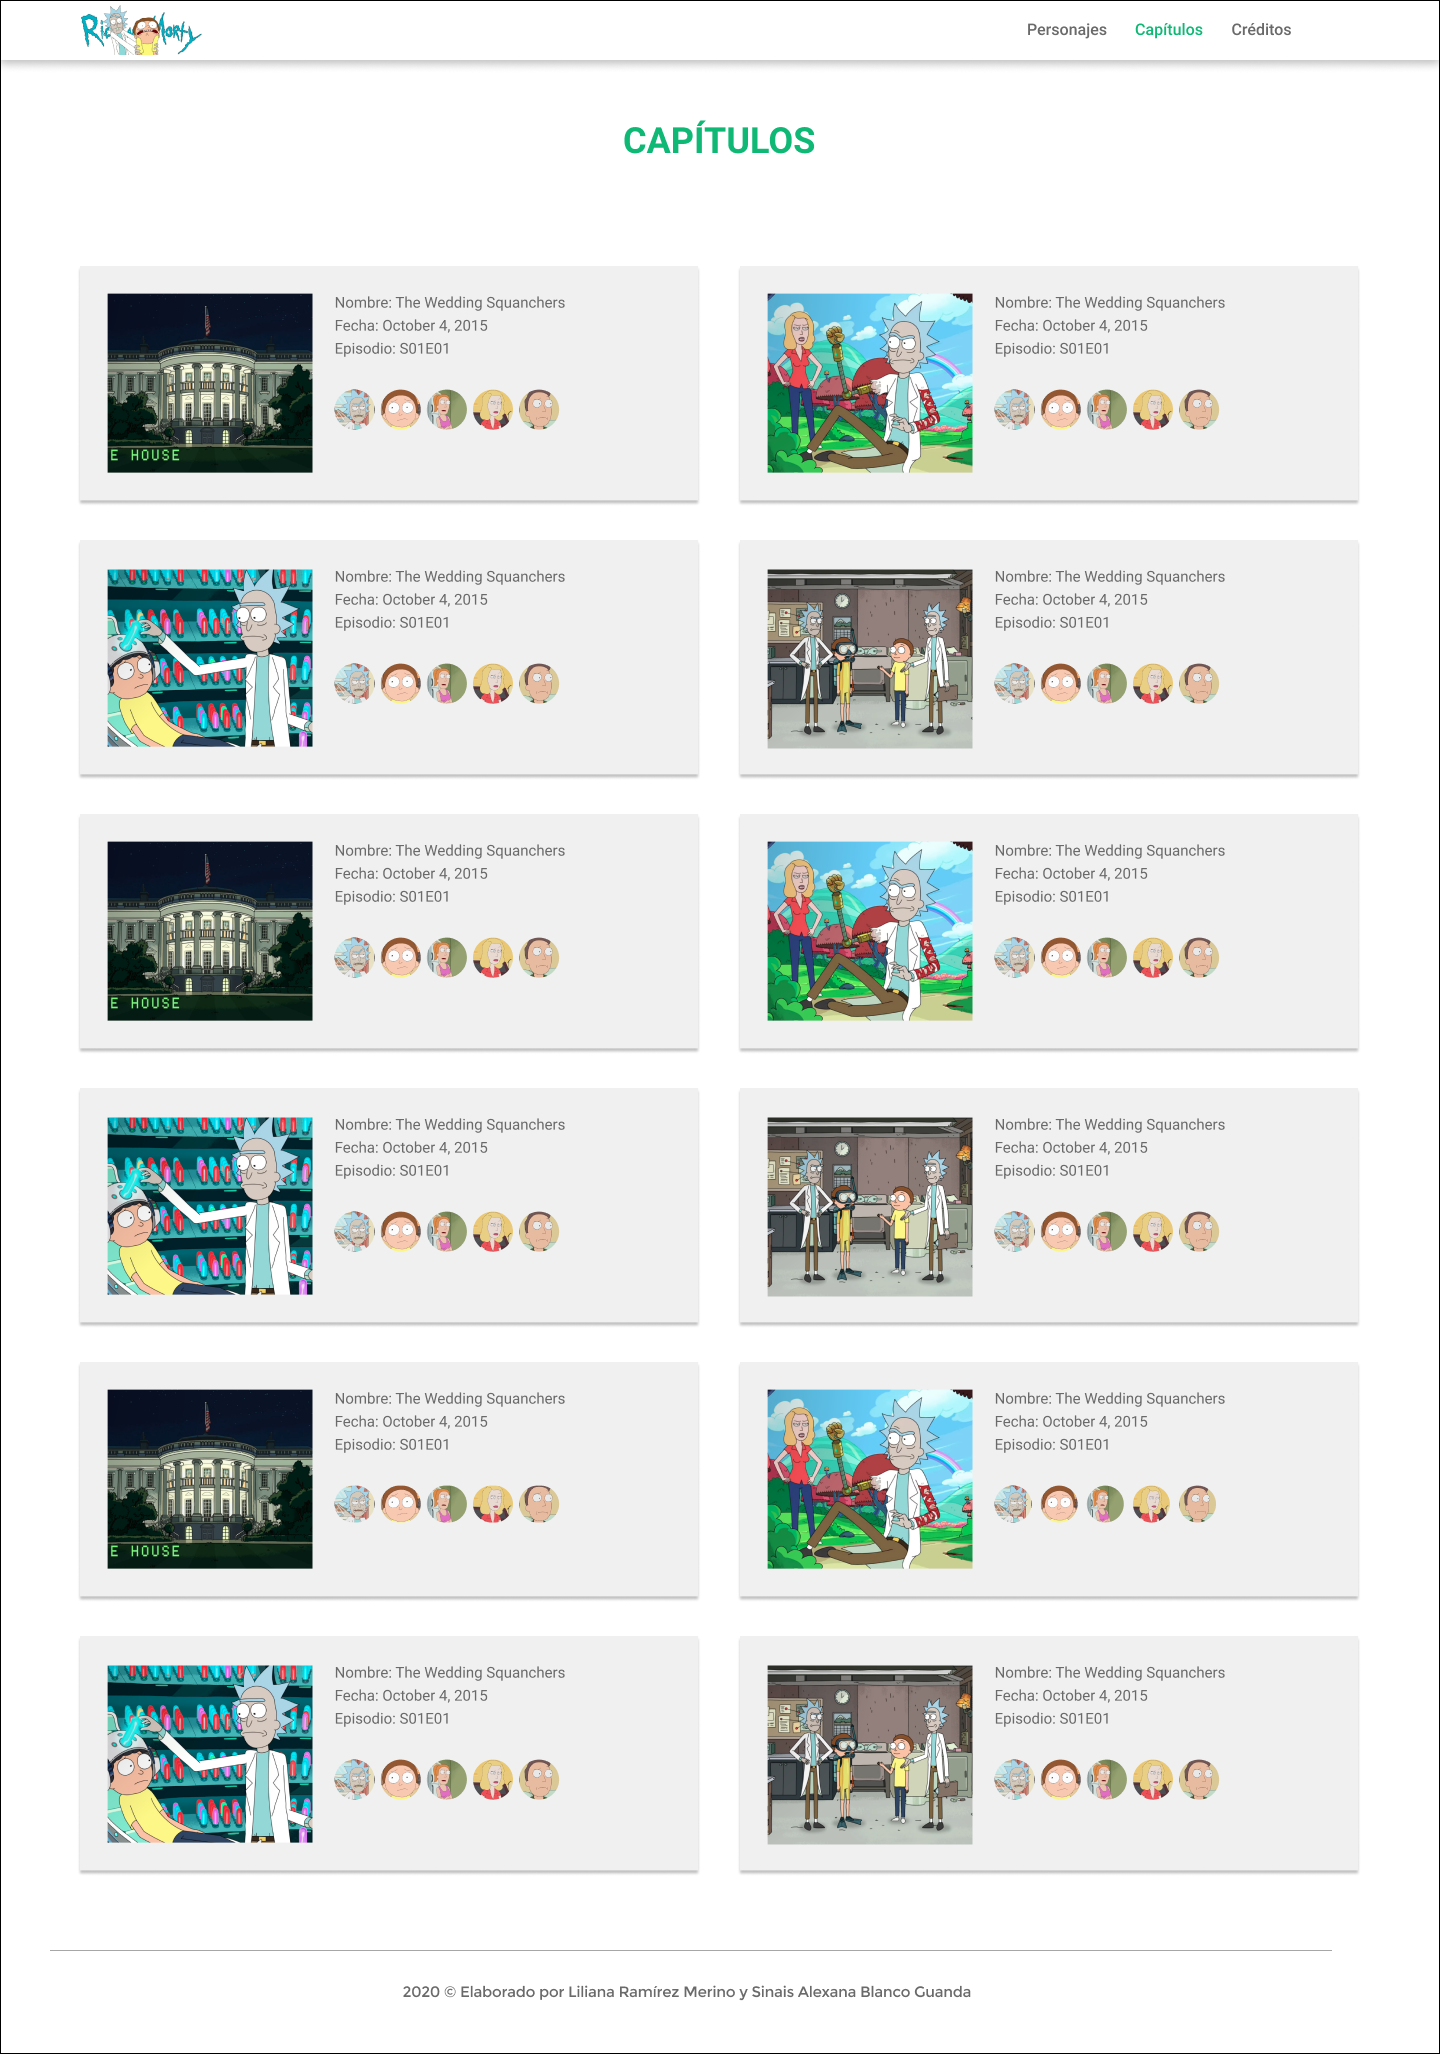 Rick and Morty
Personajes Capítulos Créditos
CAPÍTULOS
E HOUSE
Nombre: The Wedding Squanchers
Fecha: October 4, 2015
Episodio: S01E01
Nombre: The Wedding Squanchers
Fecha: October 4, 2015
Episodio: S01E01
Nombre: The Wedding Squanchers
Fecha: October 4, 2015
Episodio: S01E01
Nombre: The Wedding Squanchers
Fecha: October 4, 2015
Episodio: S01E01
E HOUSE
Nombre: The Wedding Squanchers
Fecha: October 4, 2015
Episodio: S01E01
Nombre: The Wedding Squanchers
Fecha: October 4, 2015
Episodio: S01E01
Nombre: The Wedding Squanchers
Fecha: October 4, 2015
Episodio: S01E01
Nombre: The Wedding Squanchers
Fecha: October 4, 2015
Episodio: S01E01
E HOUSE
Nombre: The Wedding Squanchers
Fecha: October 4, 2015
Episodio: S01E01
Nombre: The Wedding Squanchers
Fecha: October 4, 2015
Episodio: S01E01
Nombre: The Wedding Squanchers
Fecha: October 4, 2015
Episodio: S01E01
Nombre: The Wedding Squanchers
Fecha: October 4, 2015
Episodio: S01E01
2020 © Elaborado por Liliana Ramírez Merino y Sinais Alexana Blanco Guanda